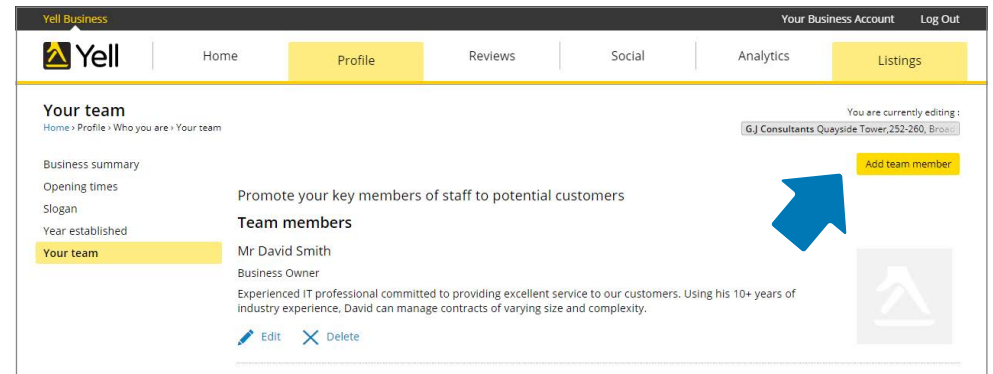 Yell Business
Your Business Account Log Out
Yell
Home Profile Reviews Social Analytics Listings
Your team
Home › Profile › Who you are › Your team
You are currently editing :
G.J Consultants Quayside Tower,252-260, Broad
Add team member
Business summary
Opening times
Slogan
Year established
Your team
Promote your key members of staff to potential customers
Team members
Mr David Smith
Business Owner
Experienced IT professional committed to providing excellent service to our customers. Using his 10+ years of
industry experience, David can manage contracts of varying size and complexity.
Edit Delete